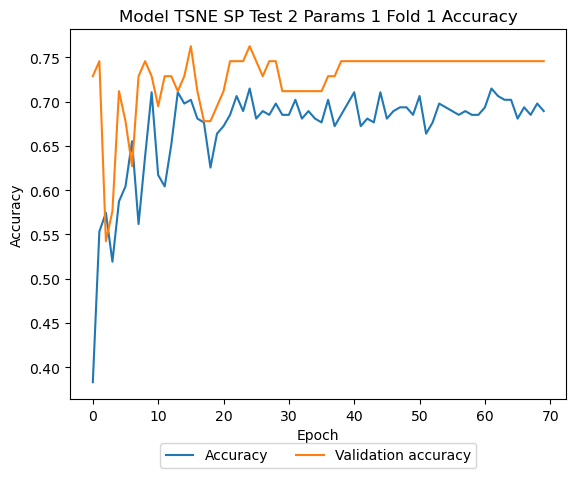 Model TSNE SP Test 2 Params 1 Fold 1 Accuracy
0.75
0.70
0.65
0.60
0.55
0.50
0.45
0.40
Accuracy
0 10 20 30 40 50 60 70
Epoch
Accuracy Validation accuracy